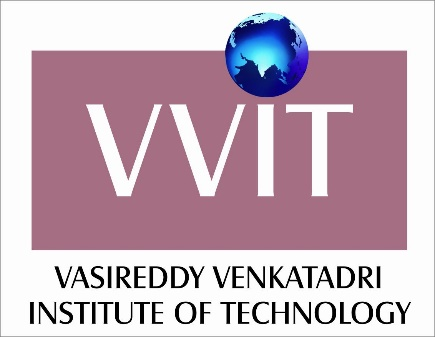 VVIT
VASIREDDY VENKATADRI
INSTITUTE OF TECHNOLOGY